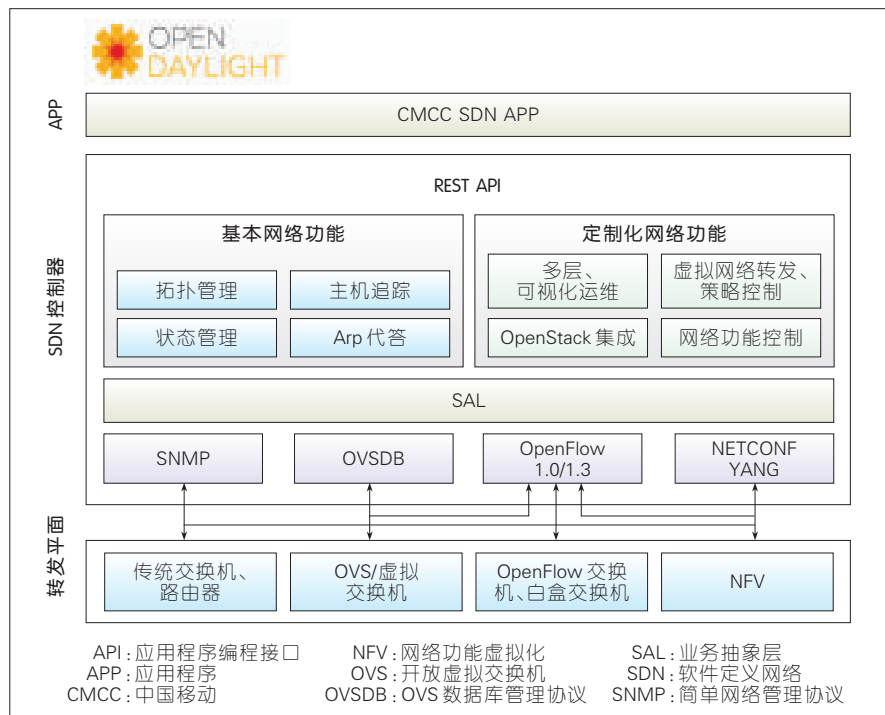 OPEN
DAYLIGHT
APP
CMCC SDN APP
SDN 控制器
REST API
基本网络功能
拓扑管理
主机追踪
状态管理
Arp 代答
定制化网络功能
多层、
可视化运维
虚拟网络转发、
策略控制
OpenStack 集成
网络功能控制
SAL
SNMP
OVSDB
OpenFlow
1.0/1.3
NETCONF
YANG
转发平面
传统交换机、
路由器
OVS/虚拟
交换机
OpenFlow 交换
机、白盒交换机
NFV
API：应用程序编程接口
APP：应用程序
CMCC：中国移动
NFV：网络功能虚拟化
OVS：开放虚拟交换机
OVSDB：OVS 数据库管理协议
SAL：业务抽象层
SDN：软件定义网络
SNMP：简单网络管理协议